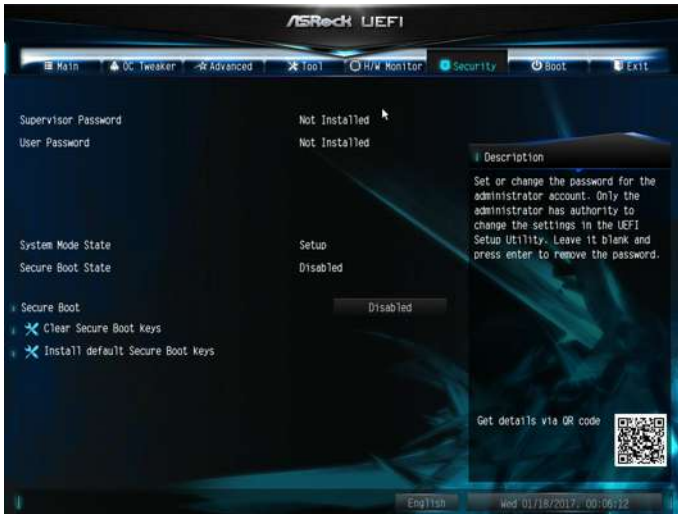 ASRock UEFI
Main OC Tweaker Advanced Tool H/W Monitor Security Boot Exit
Supervisor Password Not Installed
User Password Not Installed
System Mode State Setup
Secure Boot State Disabled
Secure Boot Disabled
Clear Secure Boot keys
Install default Secure Boot keys
Description
Set or change the password for the
administrator account. Only the
administrator has authority to
change the settings in the UEFI
Setup Utility. Leave it blank and
press enter to remove the password.
Get details via QR code
English Wed 01/18/2017, 00:06:12